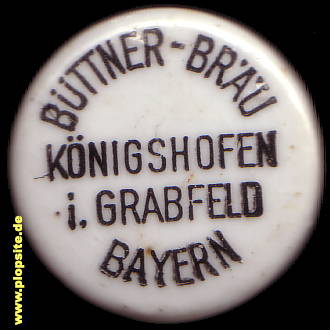 BÜTTNER-BRÄU
KÖNIGSHOFEN
i. GRABFELD
BAYERN
www.plopsite.de